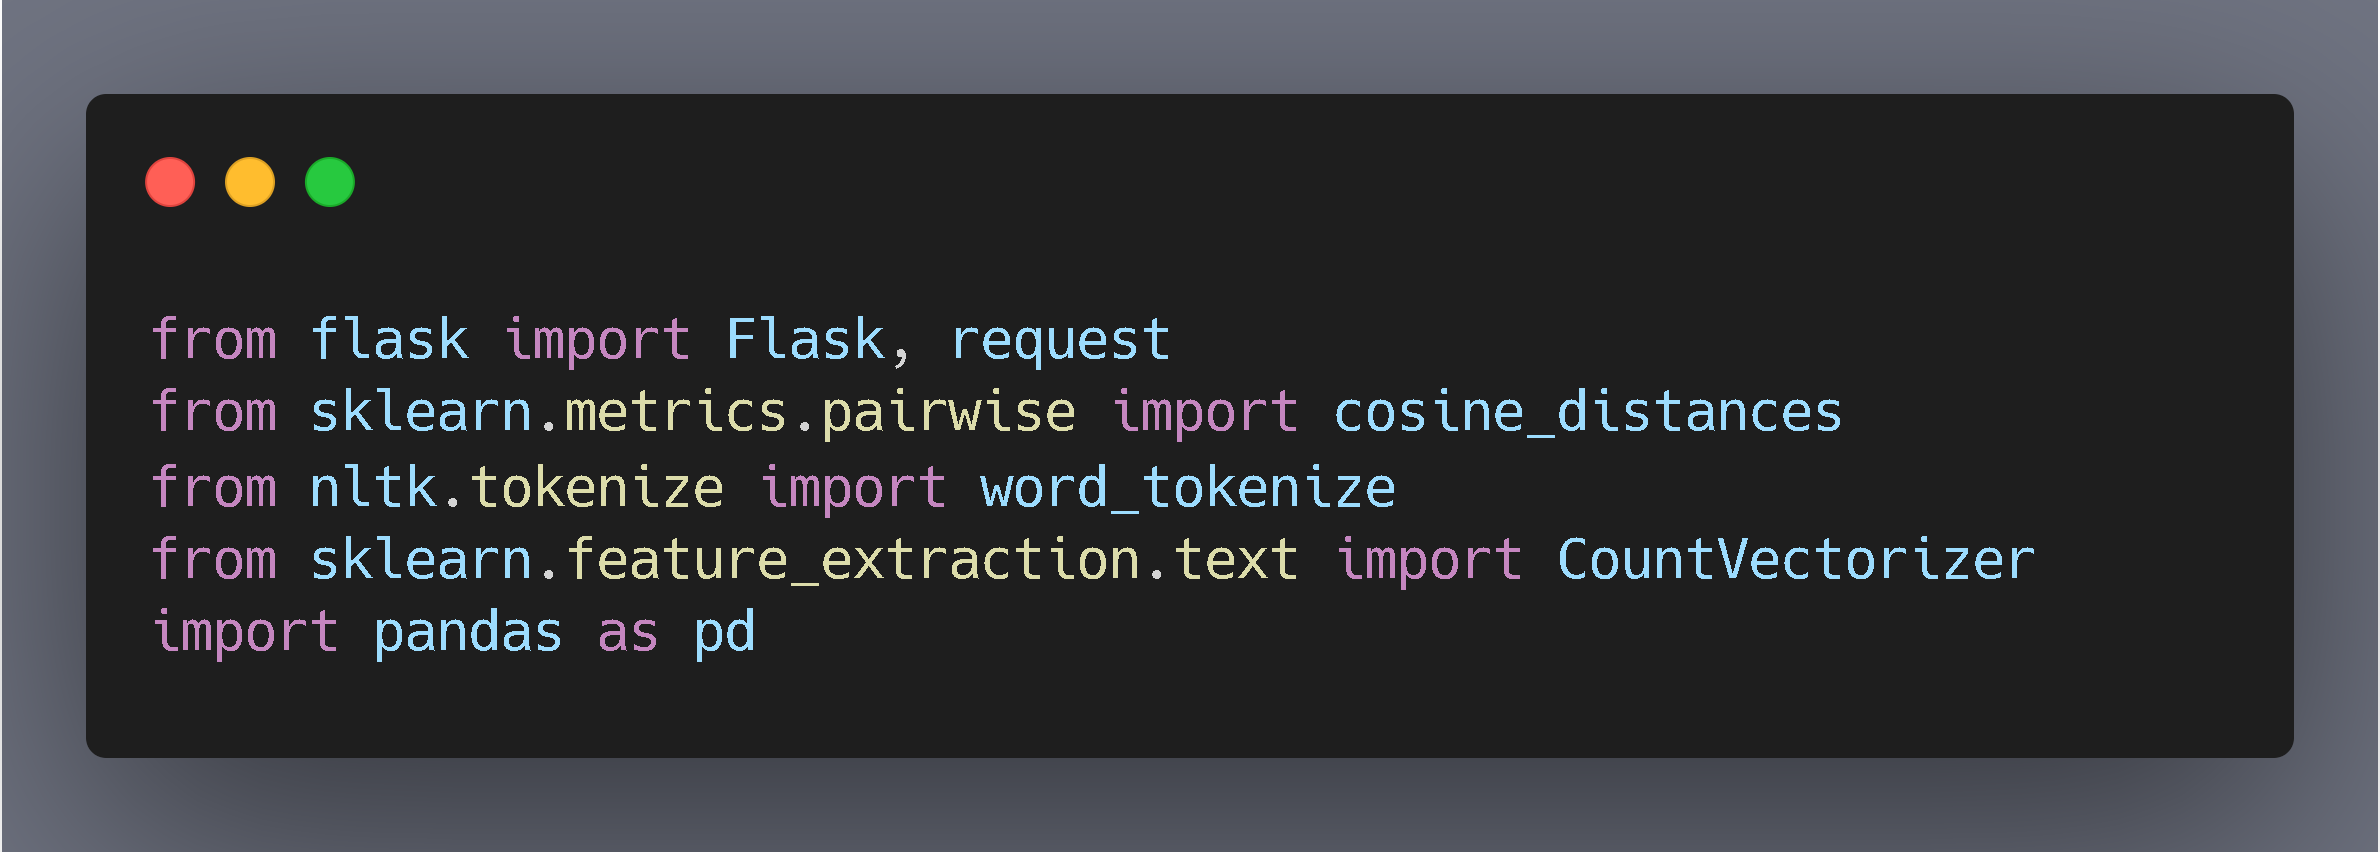 from flask import Flask, request
from sklearn.metrics.pairwise import cosine_distances
from nltk.tokenize import word_tokenize
from sklearn.feature_extraction.text import CountVectorizer
import pandas as pd